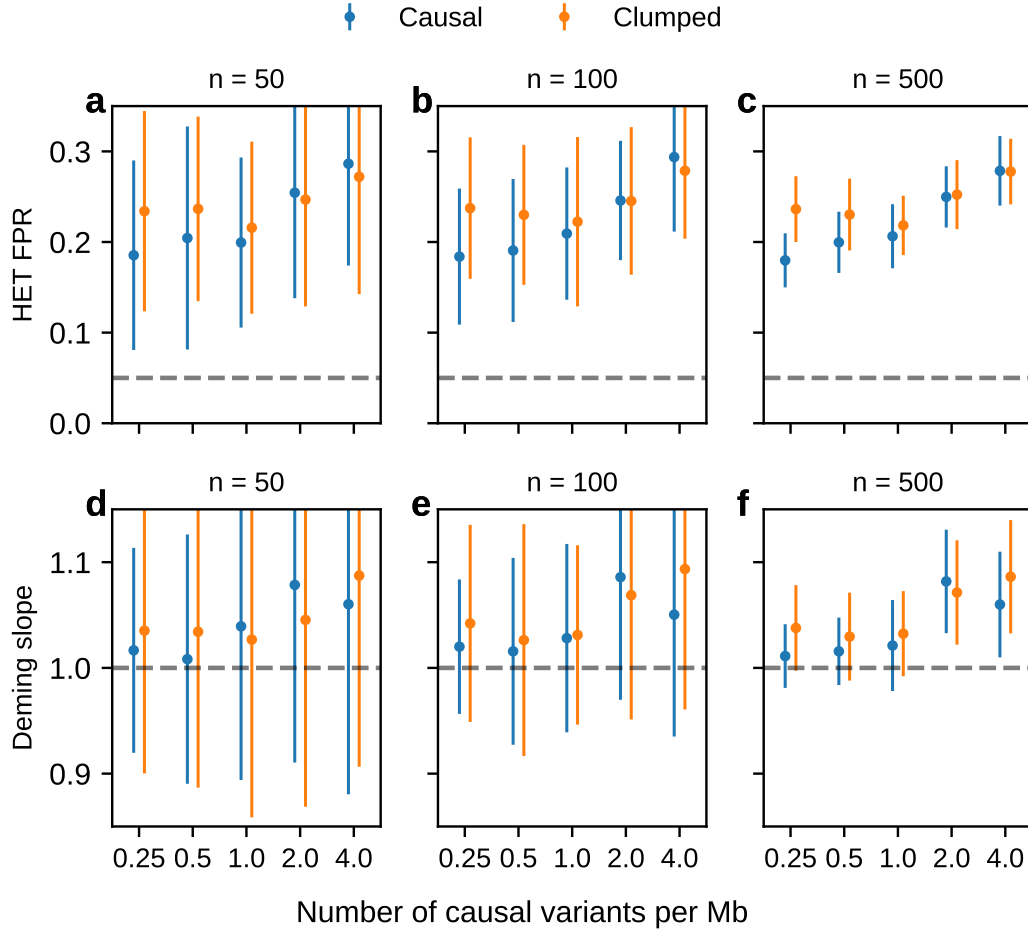 Causal Clumped
a n = 50 b n = 100 c n = 500
HET FPR
0.3
0.2
0.1
0.0
d n = 50 e n = 100 f n = 500
Deming slope
1.1
1.0
0.9
0.25 0.5 1.0 2.0 4.0 0.25 0.5 1.0 2.0 4.0 0.25 0.5 1.0 2.0 4.0
Number of causal variants per Mb